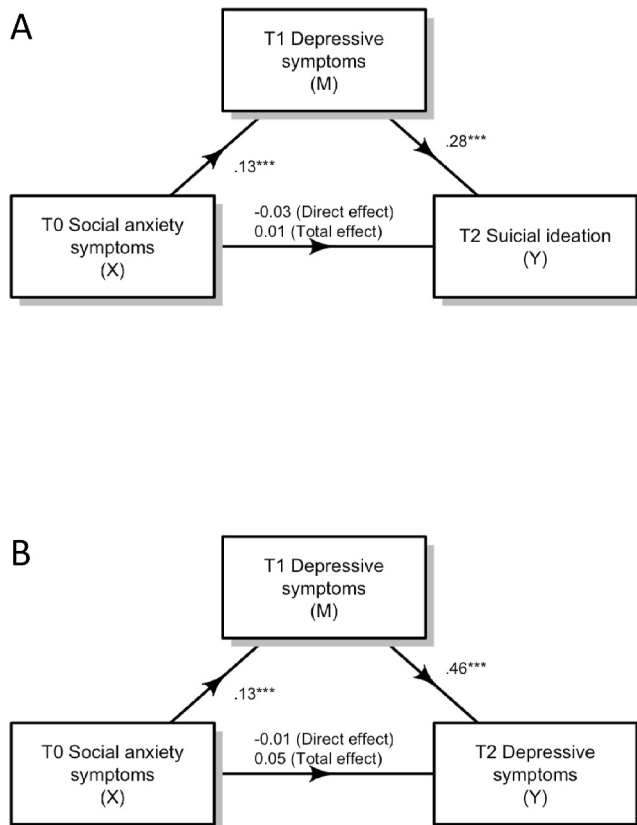 A
T1 Depressive
symptoms
(M)
.13***
.28***
T0 Social anxiety
symptoms
(X)
-0.03 (Direct effect)
0.01 (Total effect)
T2 Suicial ideation
(Y)
B
T1 Depressive
symptoms
(M)
.13***
.46***
T0 Social anxiety
symptoms
(X)
-0.01 (Direct effect)
0.05 (Total effect)
T2 Depressive
symptoms
(Y)